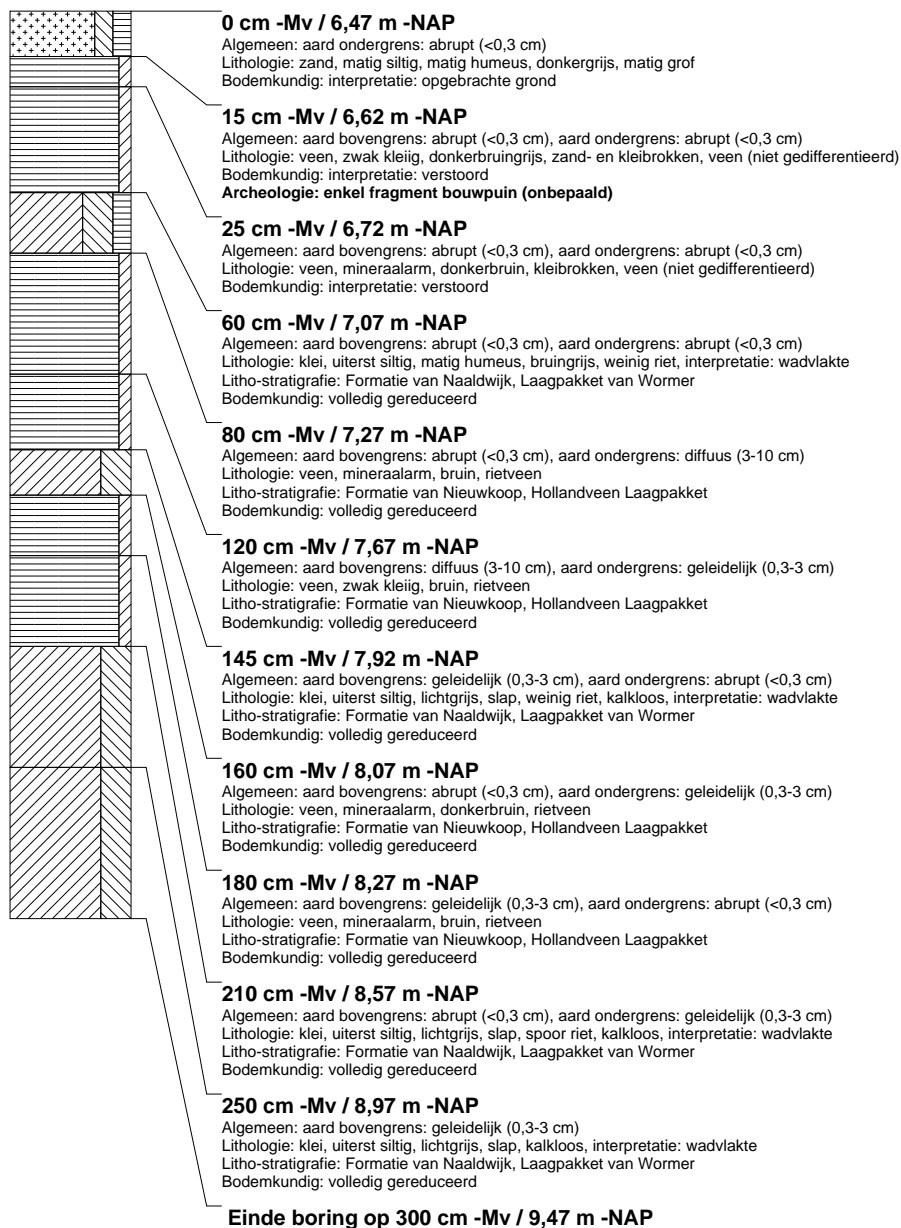 0 cm -Mv / 6,47 m -NAP
Algemeen: aard ondergrens: abrupt (<0,3 cm)
Lithologie: zand, matig siltig, matig humeus, donkergrijs, matig grof
Bodemkundig: interpretatie: opgebrachte grond
15 cm -Mv / 6,62 m -NAP
Algemeen: aard bovengrens: abrupt (<0,3 cm), aard ondergrens: abrupt (<0,3 cm)
Lithologie: veen, zwak kleiig, donkerbruingrijs, zand- en kleibrokken, veen (niet gedifferentieerd)
Bodemkundig: interpretatie: verstoord
Archeologie: enkel fragment bouwpuin (onbepaald)
25 cm -Mv / 6,72 m -NAP
Algemeen: aard bovengrens: abrupt (<0,3 cm), aard ondergrens: abrupt (<0,3 cm)
Lithologie: veen, mineraalarm, donkerbruin, kleibrokken, veen (niet gedifferentieerd)
Bodemkundig: interpretatie: verstoord
60 cm -Mv / 7,07 m -NAP
Algemeen: aard bovengrens: abrupt (<0,3 cm), aard ondergrens: abrupt (<0,3 cm)
Lithologie: klei, uiterst siltig, matig humeus, bruingrijs, weinig riet, interpretatie: wadvlakte
Litho-stratigrafie: Formatie van Naaldwijk, Laagpakket van Wormer
Bodemkundig: volledig gereduceerd
80 cm -Mv / 7,27 m -NAP
Algemeen: aard bovengrens: abrupt (<0,3 cm), aard ondergrens: diffuus (3-10 cm)
Lithologie: veen, mineraalarm, bruin, rietveen
Litho-stratigrafie: Formatie van Nieuwkoop, Hollandveen Laagpakket
Bodemkundig: volledig gereduceerd
120 cm -Mv / 7,67 m -NAP
Algemeen: aard bovengrens: diffuus (3-10 cm), aard ondergrens: geleidelijk (0,3-3 cm)
Lithologie: veen, zwak kleiig, bruin, rietveen
Litho-stratigrafie: Formatie van Nieuwkoop, Hollandveen Laagpakket
Bodemkundig: volledig gereduceerd
145 cm -Mv / 7,92 m -NAP
Algemeen: aard bovengrens: geleidelijk (0,3-3 cm), aard ondergrens: abrupt (<0,3 cm)
Lithologie: klei, uiterst siltig, lichtgrijs, slap, weinig riet, kalkloos, interpretatie: wadvlakte
Litho-stratigrafie: Formatie van Naaldwijk, Laagpakket van Wormer
Bodemkundig: volledig gereduceerd
160 cm -Mv / 8,07 m -NAP
Algemeen: aard bovengrens: abrupt (<0,3 cm), aard ondergrens: geleidelijk (0,3-3 cm)
Lithologie: veen, mineraalarm, donkerbruin, rietveen
Litho-stratigrafie: Formatie van Nieuwkoop, Hollandveen Laagpakket
Bodemkundig: volledig gereduceerd
180 cm -Mv / 8,27 m -NAP
Algemeen: aard bovengrens: geleidelijk (0,3-3 cm), aard ondergrens: abrupt (<0,3 cm)
Lithologie: veen, mineraalarm, bruin, rietveen
Litho-stratigrafie: Formatie van Nieuwkoop, Hollandveen Laagpakket
Bodemkundig: volledig gereduceerd
210 cm -Mv / 8,57 m -NAP
Algemeen: aard bovengrens: abrupt (<0,3 cm), aard ondergrens: geleidelijk (0,3-3 cm)
Lithologie: klei, uiterst siltig, lichtgrijs, slap, spoor riet, kalkloos, interpretatie: wadvlakte
Litho-stratigrafie: Formatie van Naaldwijk, Laagpakket van Wormer
Bodemkundig: volledig gereduceerd
250 cm -Mv / 8,97 m -NAP
Algemeen: aard bovengrens: geleidelijk (0,3-3 cm)
Lithologie: klei, uiterst siltig, lichtgrijs, slap, kalkloos, interpretatie: wadvlakte
Litho-stratigrafie: Formatie van Naaldwijk, Laagpakket van Wormer
Bodemkundig: volledig gereduceerd
Einde boring op 300 cm -Mv / 9,47 m -NAP